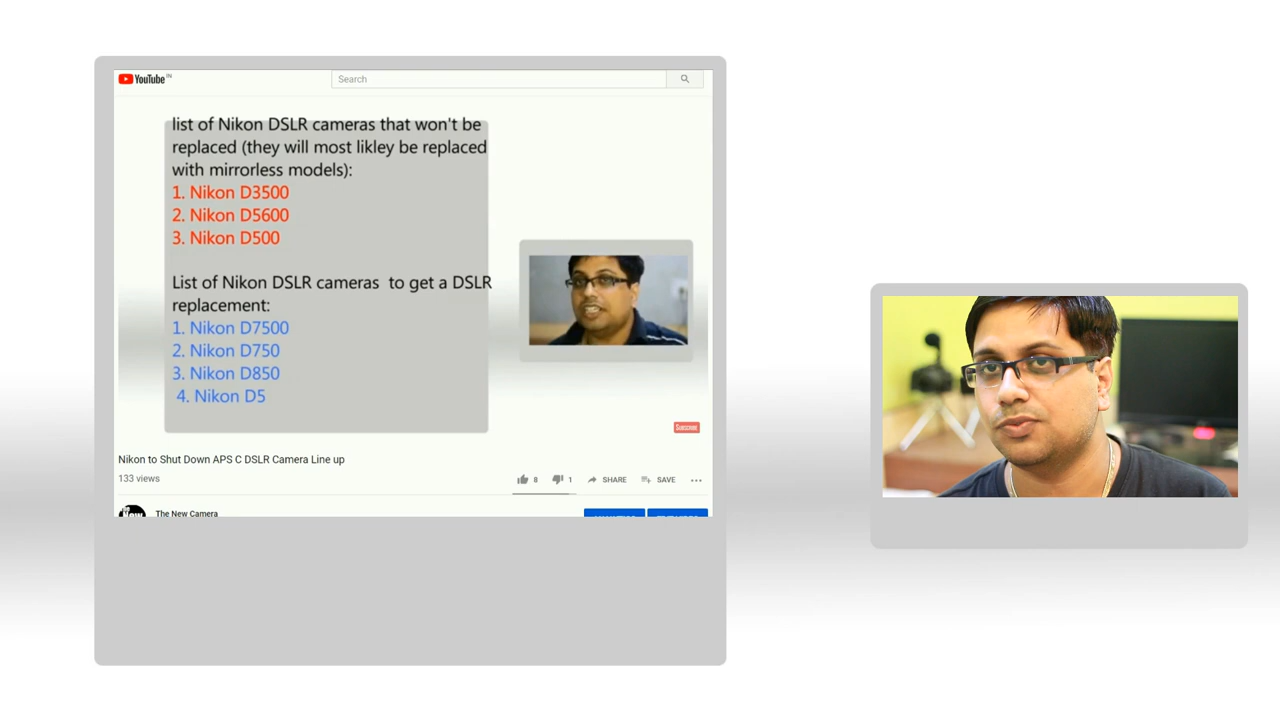 YouTube IN
Search
list of Nikon DSLR cameras that won't be
replaced (they will most likley be replaced
with mirrorless models):
1. Nikon D3500
2. Nikon D5600
3. Nikon D500
List of Nikon DSLR cameras to get a DSLR
replacement:
1. Nikon D7500
2. Nikon D750
3. Nikon D850
4. Nikon D5
Subscribe
Nikon to Shut Down APS C DSLR Camera Line up
133 views
8
1
SHARE
SAVE
The New Camera